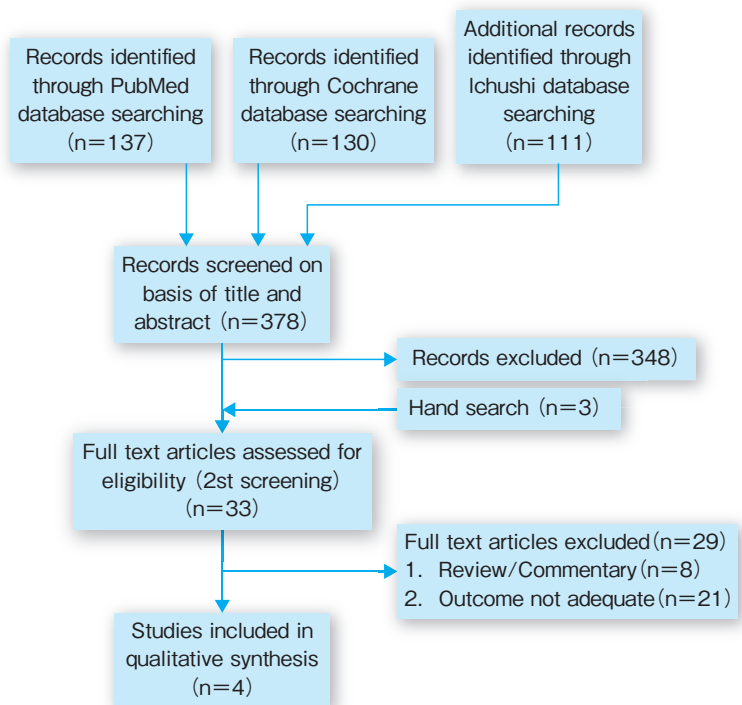 Records identified
through PubMed
database searching
(n=137)
Records identified
through Cochrane
database searching
(n=130)
Additional records
identified through
Ichushi database
searching
(n=111)
Records screened on
basis of title and
abstract (n=378)
Records excluded (n=348)
Hand search (n=3)
Full text articles assessed for
eligibility (2st screening)
(n=33)
Full text articles excluded(n=29)
1. Review/Commentary(n=8)
2. Outcome not adequate(n=21)
Studies included in
qualitative synthesis
(n=4)